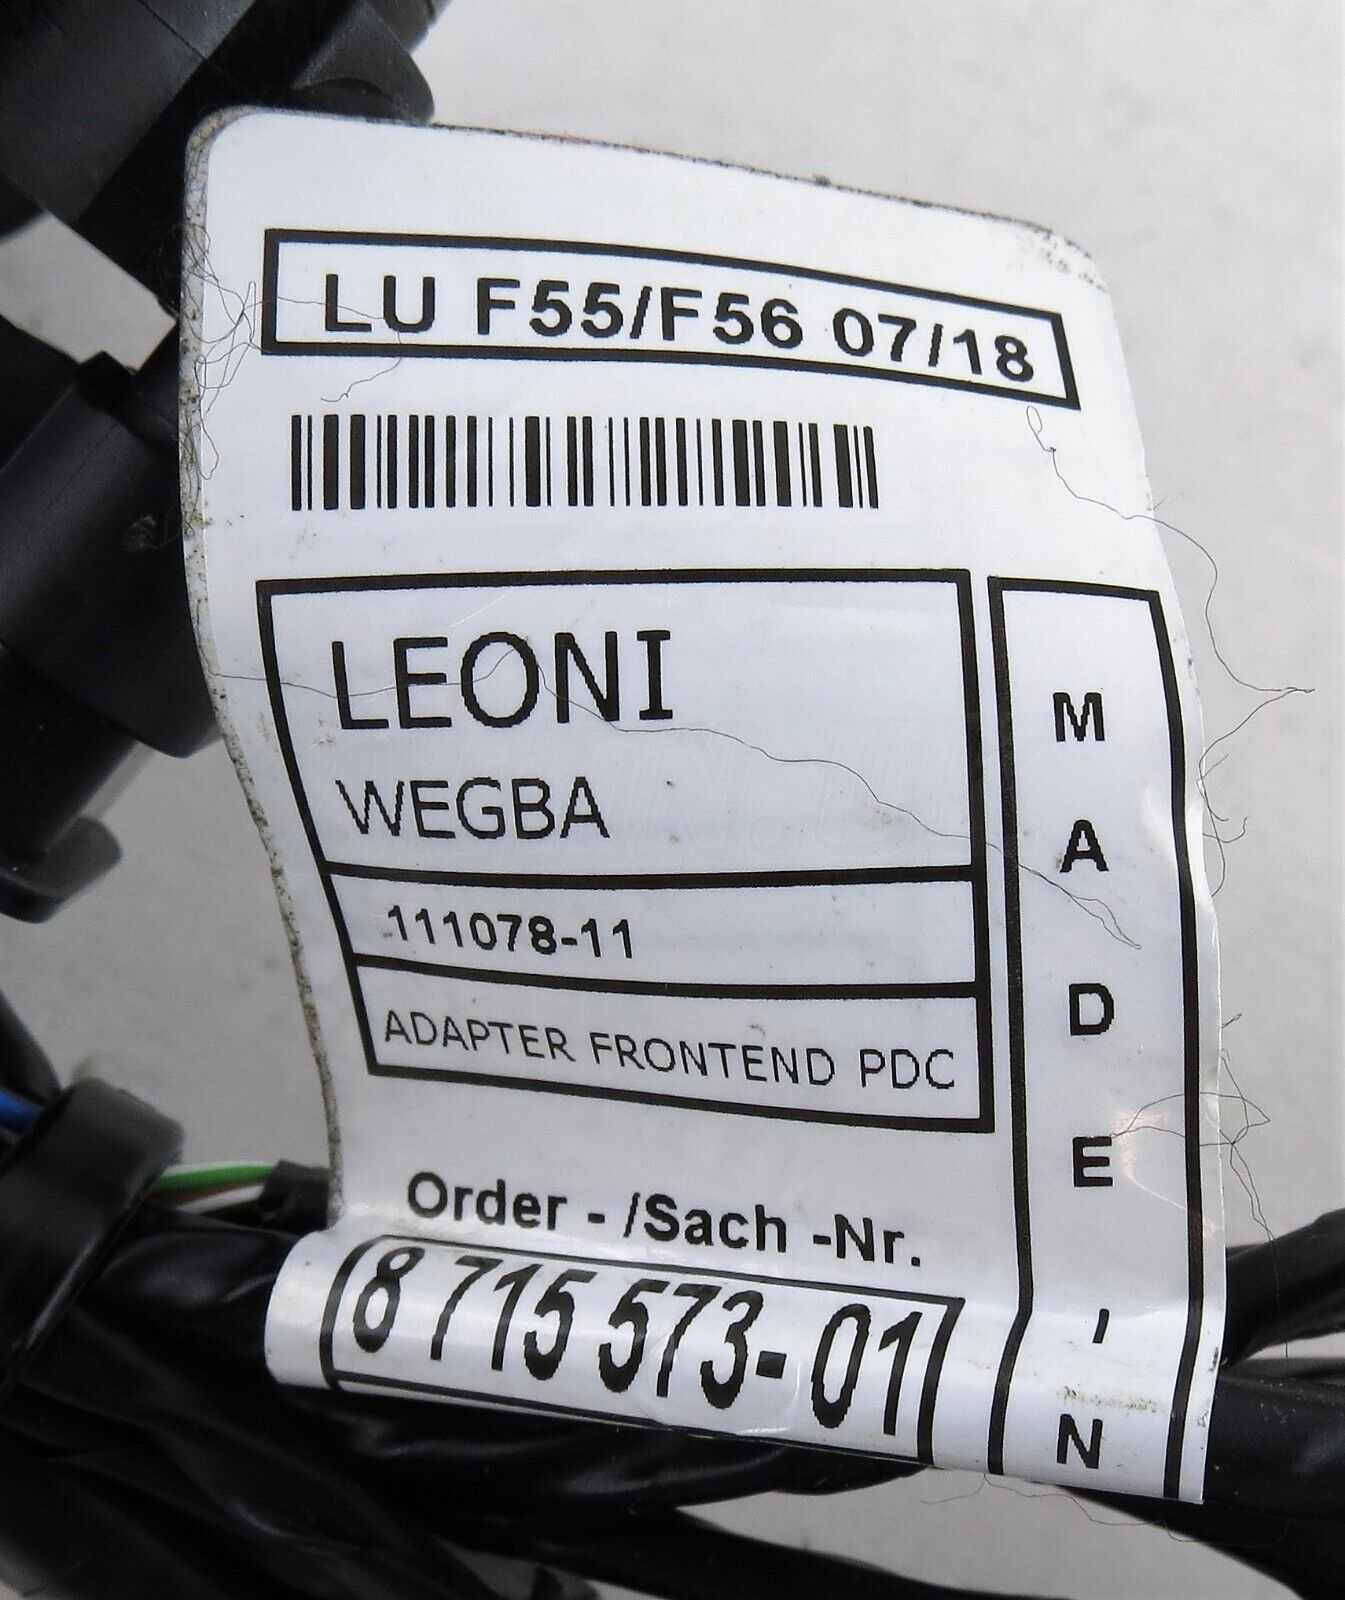 LU F55/F56 07/18
LEONI
WEGBA
111078-11
ADAPTER FRONTEND PDC
Order - /Sach -Nr.
8 715 573-01
MADE IN